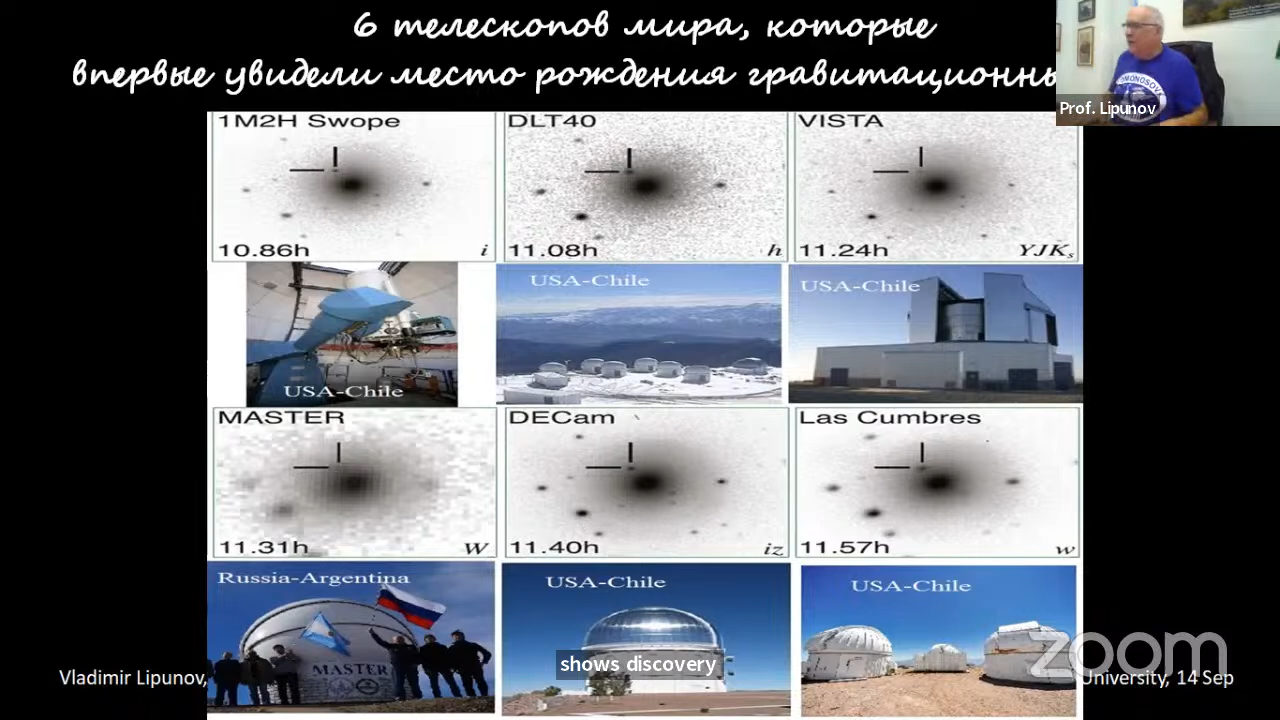 6 телескопов мира, которые
впервые увидели место рождения гравитационны
Prof. Lipunov
1M2H Swope
DLT40
VISTA
10.86h
i
11.08h
h
11.24h
YJKs
USA-Chile
USA-Chile
USA-Chile
MASTER
DECam
Las Cumbres
11.31h
W
11.40h
iz
11.57h
w
Russia-Argentina
USA-Chile
USA-Chile
MASTER
shows discovery
zoom
Vladimir Lipunov,
University, 14 Sep